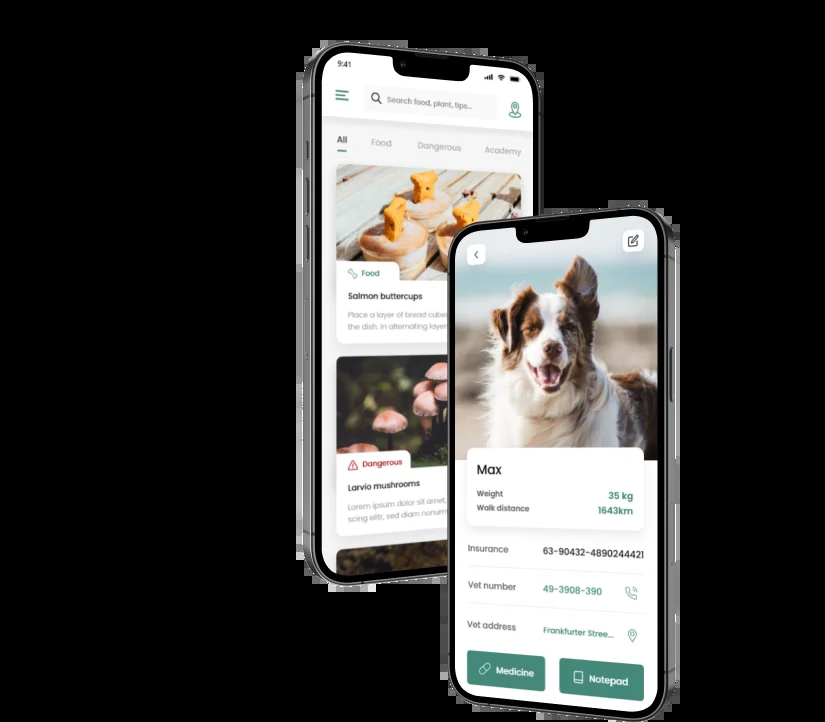 9:41
Search food, plant, tips...
All Food Dangerous Academy
Food
Salmon buttercups
Place a layer of bread cube
the dish. In alternating layer
Dangerous
Larvio mushrooms
Lorem ipsum dolor sit amet,
scing elitr, sed diam nonum
Max
Weight 35 kg
Walk distance 1643km
Insurance 63-90432-4890244421
Vet number 49-3908-390
Vet address Frankfurter Stree...
Medicine Notepad